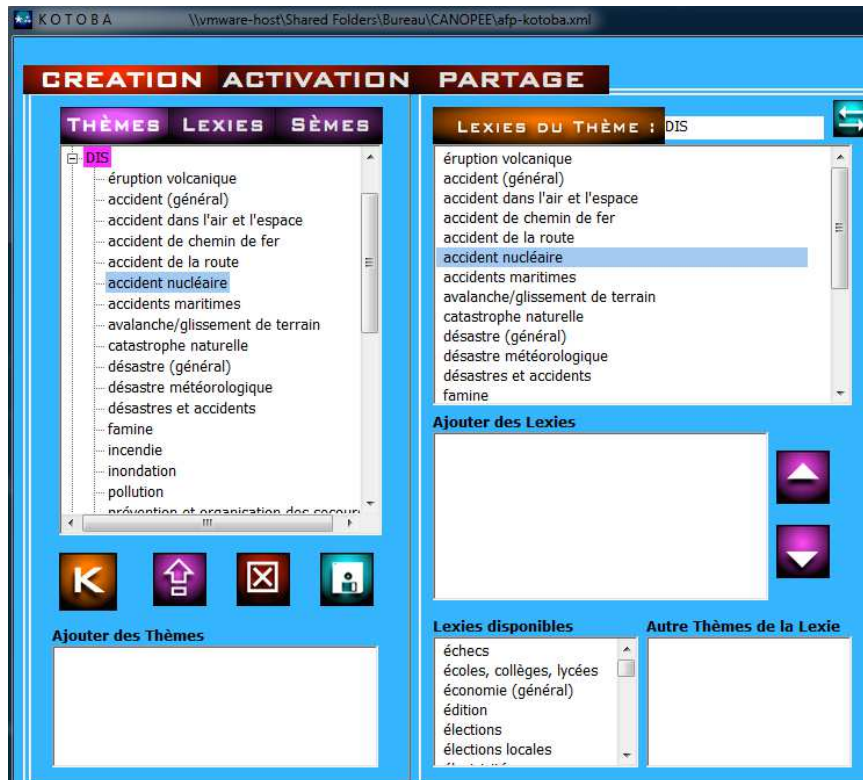 K O T O B A \\vmware-host\Shared Folders\Bureau\CANOPEE\afp-kotoba.xml
CREATION ACTIVATION PARTAGE
THÈMES LEXIES SÈMES
DIS
éruption volcanique
accident (général)
accident dans l'air et l'espace
accident de chemin de fer
accident de la route
accident nucléaire
accidents maritimes
avalanche/glissement de terrain
catastrophe naturelle
désastre (général)
désastre météorologique
désastres et accidents
famine
incendie
inondation
pollution
prévention et organisation des secour
K
Ajouter des Thèmes
LEXIES DU THÈME : DIS
éruption volcanique
accident (général)
accident dans l'air et l'espace
accident de chemin de fer
accident de la route
accident nucléaire
accidents maritimes
avalanche/glissement de terrain
catastrophe naturelle
désastre (général)
désastre météorologique
désastres et accidents
famine
Ajouter des Lexies
Lexies disponibles
échecs
écoles, collèges, lycées
économie (général)
édition
élections
élections locales
Autre Thèmes de la Lexie